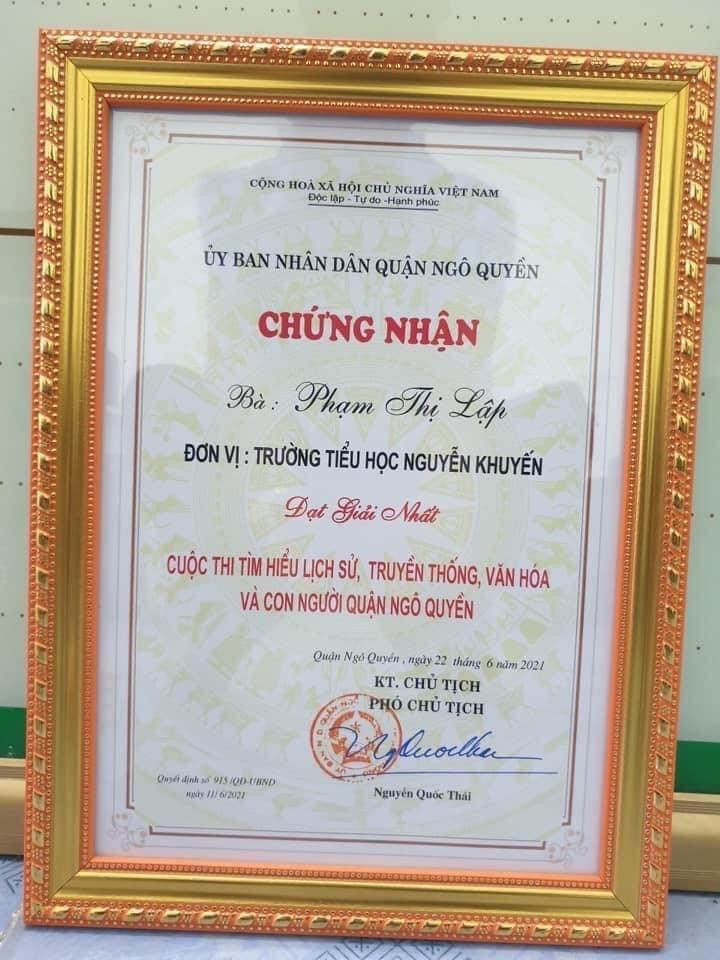 CỘNG HOÀ XÃ HỘI CHỦ NGHĨA VIỆT NAM
Độc lập - Tự do -Hạnh phúc
ỦY BAN NHÂN DÂN QUẬN NGÔ QUYỀN
CHỨNG NHẬN
Bà : Phạm Thị Lập
ĐƠN VỊ : TRƯỜNG TIỂU HỌC NGUYỄN KHUYẾN
Đạt Giải Nhất
CUỘC THI TÌM HIỂU LỊCH SỬ, TRUYỀN THỐNG, VĂN HÓA
VÀ CON NGƯỜI QUẬN NGÔ QUYỀN
Quận Ngô Quyền , ngày 22 tháng 6 năm 2021
KT. CHỦ TỊCH
PHÓ CHỦ TỊCH
Quyết định số 915 /QĐ-UBND
ngày 11/ 6/2021
Nguyễn Quốc Thái